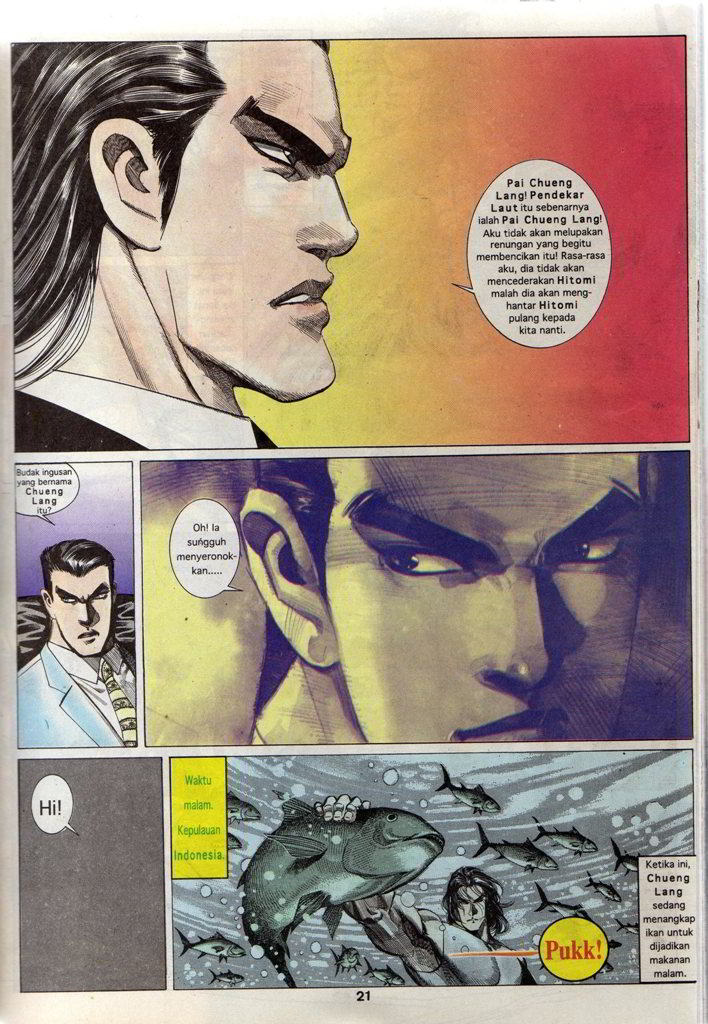 Pai Chueng
Lang! Pendekar
Laut itu sebenarnya
ialah Pai Chueng Lang!
Aku tidak akan melupakan
renungan yang begitu
membencikan itu! Rasa-rasa
aku, dia tidak akan
mencederakan Hitomi
malah dia akan meng-
hantar Hitomi
pulang kepada
kita nanti.
Budak ingusan
yang bernama
Chueng
Lang
itu?
Oh! Ia
sungguh
menyeronok-
kan.....
Hi!
Waktu
malam.
Kepulauan
Indonesia.
Ketika ini,
Chueng
Lang
sedang
menangkap
ikan untuk
dijadikan
makanan
malam.
Pukk!
21